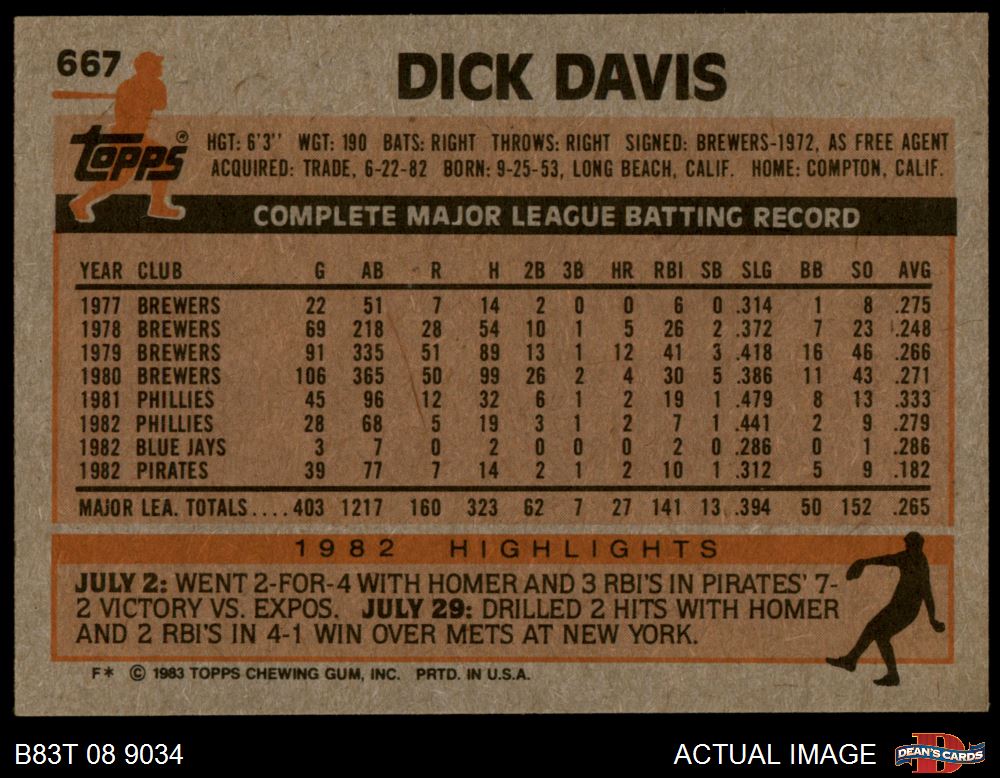 667
DICK DAVIS
topps®
HGT: 6'3" WGT: 190 BATS: RIGHT THROWS: RIGHT SIGNED: BREWERS-1972, AS FREE AGENT
ACQUIRED: TRADE, 6-22-82 BORN: 9-25-53, LONG BEACH, CALIF. HOME: COMPTON, CALIF.
COMPLETE MAJOR LEAGUE BATTING RECORD
YEAR CLUB G AB R H 2B 3B HR RBI SB SLG BB SO AVG
1977 BREWERS 22 51 7 14 2 0 0 6 0 .314 1 8 .275
1978 BREWERS 69 218 28 54 10 1 5 26 2 .372 7 23 .248
1979 BREWERS 91 335 51 89 13 1 12 41 3 .418 16 46 .266
1980 BREWERS 106 365 50 99 26 2 4 30 5 .386 11 43 .271
1981 PHILLIES 45 96 12 32 6 1 2 19 1 .479 8 13 .333
1982 PHILLIES 28 68 5 19 3 1 2 7 1 .441 2 9 .279
1982 BLUE JAYS 3 7 0 2 0 0 0 2 0 .286 0 1 .286
1982 PIRATES 39 77 7 14 2 1 2 10 1 .312 5 9 .182
MAJOR LEA. TOTALS....403 1217 160 323 62 7 27 141 13 .394 50 152 .265
1982 HIGHLIGHTS
JULY 2: WENT 2-FOR-4 WITH HOMER AND 3 RBI'S IN PIRATES' 7-
2 VICTORY VS. EXPOS. JULY 29: DRILLED 2 HITS WITH HOMER
AND 2 RBI'S IN 4-1 WIN OVER METS AT NEW YORK.
F* © 1983 TOPPS CHEWING GUM, INC. PRTD. IN U.S.A.
B83T 08 9034
ACTUAL IMAGE
D
DEAN'S CARDS